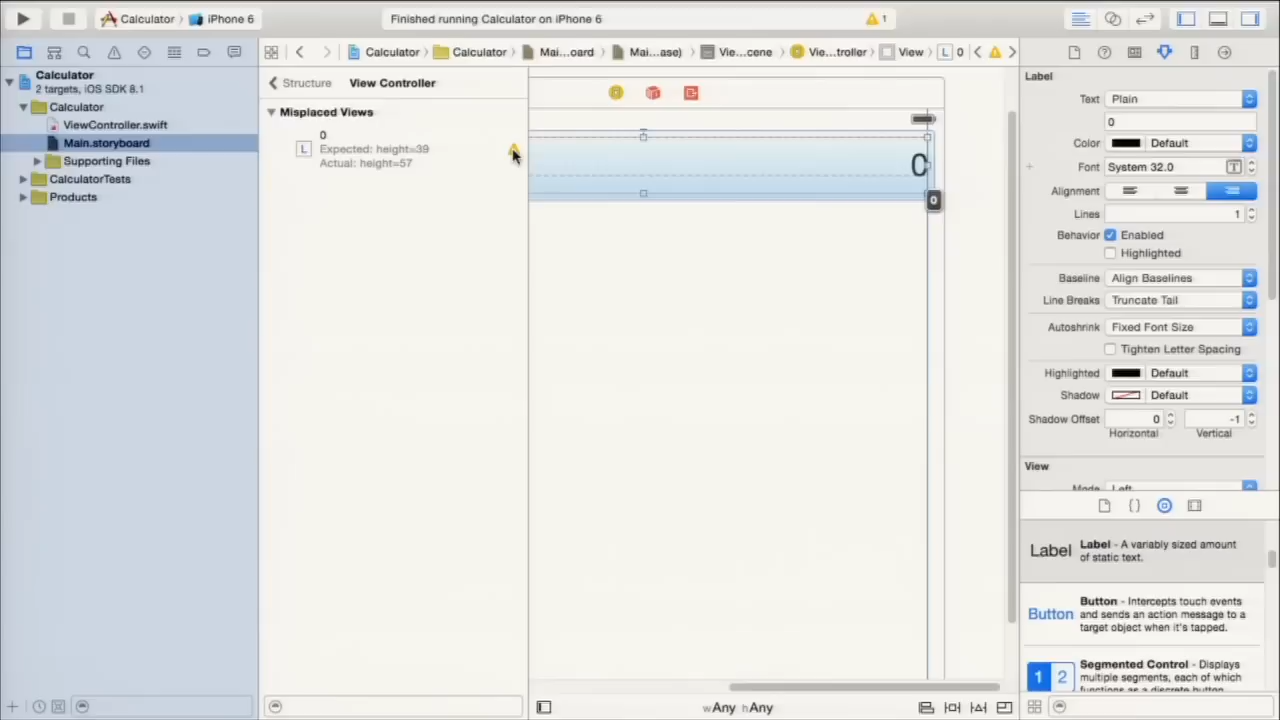 Calculator iPhone 6
Finished running Calculator on iPhone 6
1
Calculator
Calculator
Mai...oard
Mai...ase)
Vie...cene
Vie...troller
View
L
0
Calculator
2 targets, iOS SDK 8.1
Calculator
ViewController.swift
Main.storyboard
Supporting Files
CalculatorTests
Products
Structure
View Controller
Misplaced Views
0
L
Expected: height=39
Actual: height=57
0
0
wAny hAny
Label
Text Plain
0
Color Default
Font System 32.0
Alignment
Lines 1
Behavior Enabled
Highlighted
Baseline Align Baselines
Line Breaks Truncate Tail
Autoshrink Fixed Font Size
Tighten Letter Spacing
Highlighted Default
Shadow Default
Shadow Offset 0 -1
Horizontal Vertical
View
Mode Left
Label
Label - A variably sized amount
of static text.
Button
Button - Intercepts touch events
and sends an action message to a
target object when it's tapped.
1 2
Segmented Control - Displays
multiple segments, each of which
functions as a discrete button.